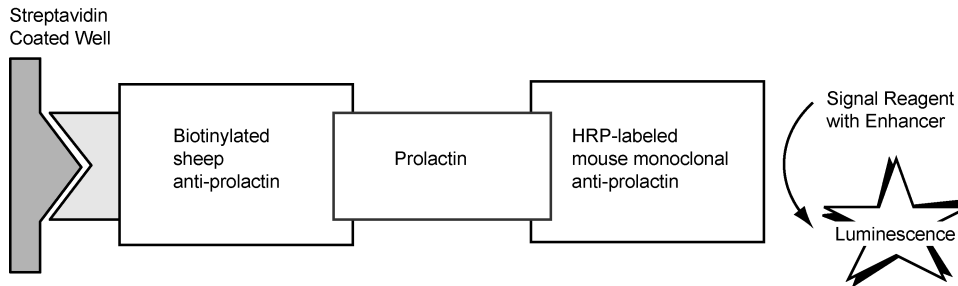 Streptavidin
Coated Well
Biotinylated
sheep
anti-prolactin
Prolactin
HRP-labeled
mouse monoclonal
anti-prolactin
Signal Reagent
with Enhancer
Luminescence